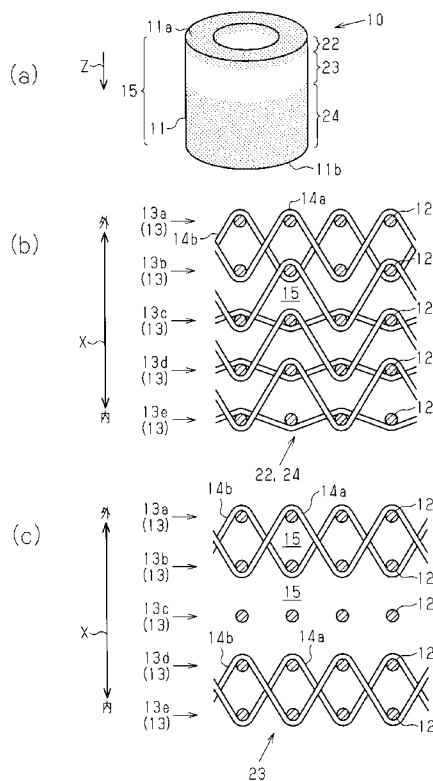 (a)
11a
10
22
23
24
Z
15
11
11b
(b)
外
X
内
13a
(13)
14b
14a
12
13b
(13)
12
15
13c
(13)
12
13d
(13)
12
13e
(13)
12
22, 24
(c)
外
X
内
13a
(13)
14b
14a
12
15
13b
(13)
12
15
13c
(13)
12
13d
(13)
14b
14a
12
13e
(13)
12
23